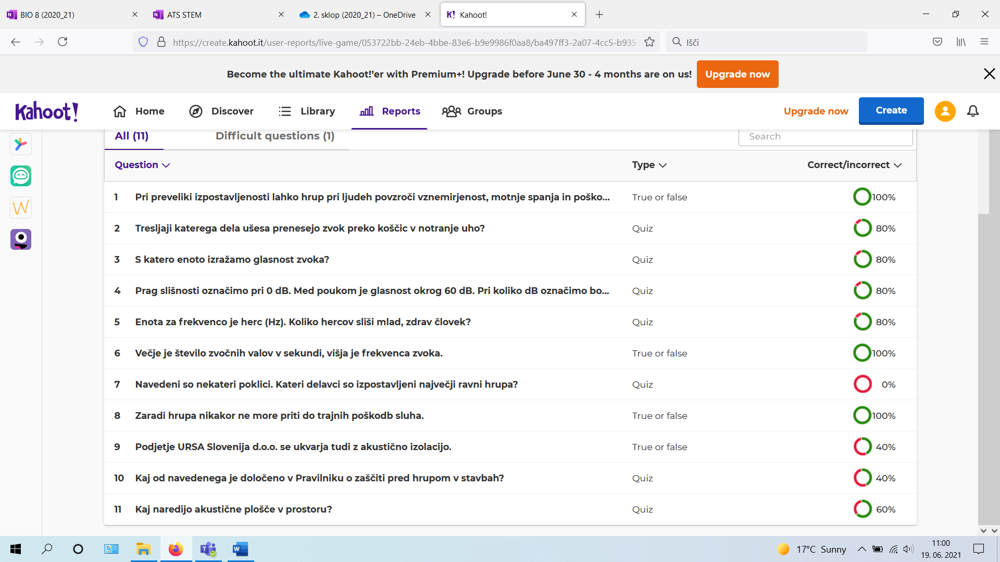 BIO 8 (2020_21)
ATS STEM
2. sklop (2020_21) – OneDrive
K! Kahoot!
https://create.kahoot.it/user-reports/live-game/053722bb-24eb-4bbe-83e6-b9e9986f0aa8/ba497ff3-2a07-4cc5-b935-
Išči
Become the ultimate Kahoot!'er with Premium+! Upgrade before June 30 - 4 months are on us!
Upgrade now
Kahoot!
Home
Discover
Library
Reports
Groups
Upgrade now
Create
All (11)
Difficult questions (1)
Search
Question
Type
Correct/incorrect
1 Pri preveliki izpostavljenosti lahko hrup pri ljudeh povzroči vznemirjenost, motnje spanja in poško... True or false 100%
2 Tresljaji katerega dela ušesa prenesejo zvok preko koščic v notranje uho? Quiz 80%
3 S katero enoto izražamo glasnost zvoka? Quiz 80%
4 Prag slišnosti označimo pri 0 dB. Med poukom je glasnost okrog 60 dB. Pri koliko dB označimo bo... Quiz 80%
5 Enota za frekvenco je herc (Hz). Koliko hercov sliši mlad, zdrav človek? Quiz 80%
6 Večje je število zvočnih valov v sekundi, višja je frekvenca zvoka. True or false 100%
7 Navedeni so nekateri poklici. Kateri delavci so izpostavljeni največji ravni hrupa? Quiz 0%
8 Zaradi hrupa nikakor ne more priti do trajnih poškodb sluha. True or false 100%
9 Podjetje URSA Slovenija d.o.o. se ukvarja tudi z akustično izolacijo. True or false 40%
10 Kaj od navedenega je določeno v Pravilniku o zaščiti pred hrupom v stavbah? Quiz 40%
11 Kaj naredijo akustične plošče v prostoru? Quiz 60%
17°C Sunny
11:00
19. 06. 2021